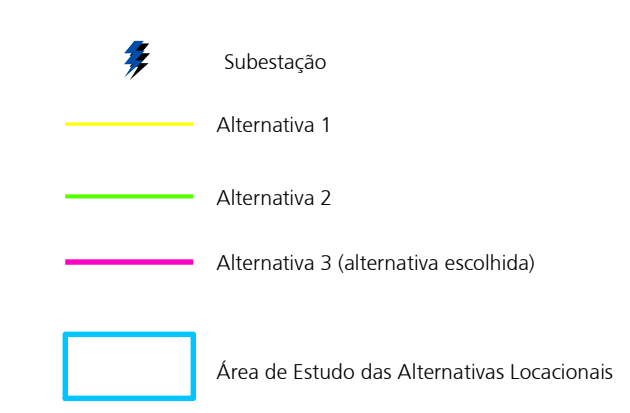 Subestação
Alternativa 1
Alternativa 2
Alternativa 3 (alternativa escolhida)
Área de Estudo das Alternativas Locacionais